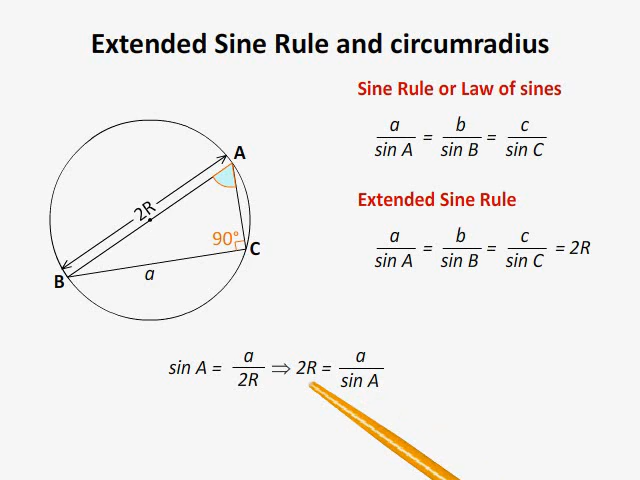 Extended Sine Rule and circumradius
Sine Rule or Law of sines
a/sin A = b/sin B = c/sin C
Extended Sine Rule
a/sin A = b/sin B = c/sin C = 2R
A
2R
90°
C
B
a
sin A = a/2R ⇒ 2R = a/sin A